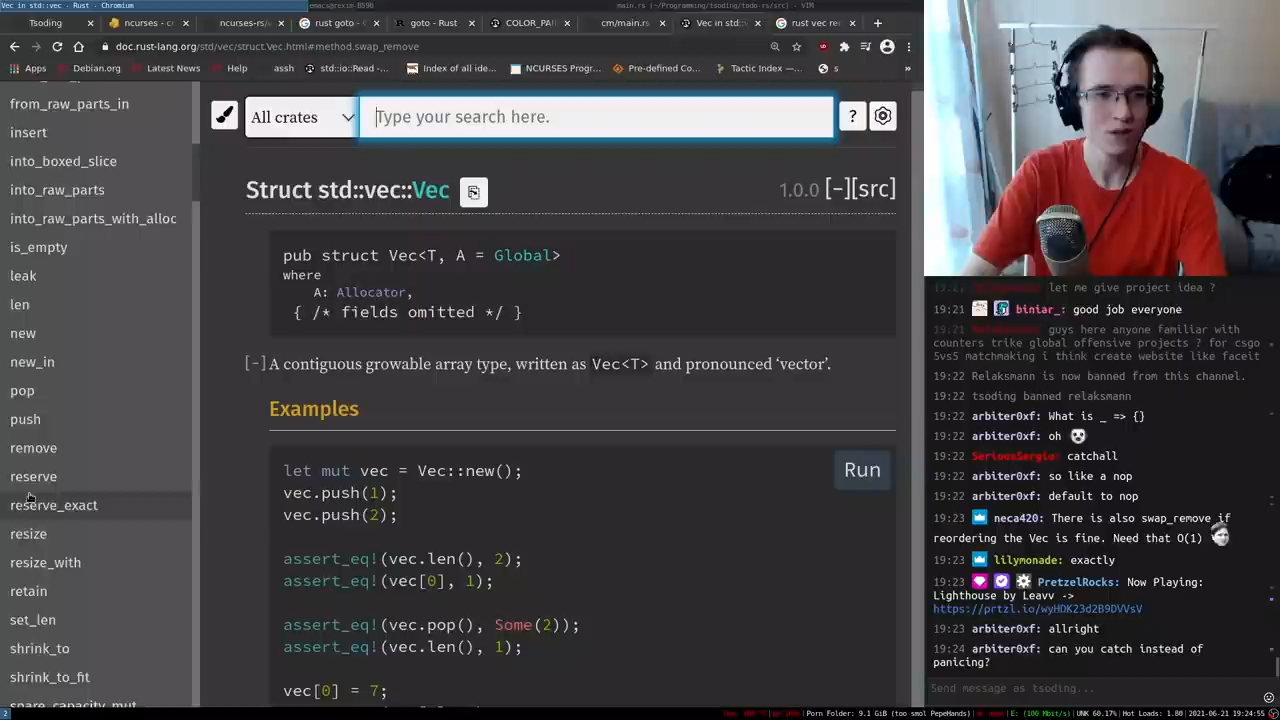 Vec in std::vec - Rust - Chromium
emacs@rexim-B590
main.rs (~/Programming/tsoding/todo-rs/src) - VIM
Tsoding
ncurses - c
ncurses-rs/
rust goto - G
goto - Rust
COLOR_PAI
cm/main.rs
Vec in std::
rust vec re
doc.rust-lang.org/std/vec/struct.Vec.html#method.swap_remove
Apps
Debian.org
Latest News
Help
assh
std::io::Read -...
Index of all ide...
NCURSES Progr...
Pre-defined Co...
Tactic Index —...
s
»
from_raw_parts_in
insert
into_boxed_slice
into_raw_parts
into_raw_parts_with_alloc
is_empty
leak
len
new
new_in
pop
push
remove
reserve
reserve_exact
resize
resize_with
retain
set_len
shrink_to
shrink_to_fit
spare_capacity_mut
All crates
Type your search here.
?
Struct std::vec::Vec
1.0.0 [-][src]
pub struct Vec<T, A = Global>
where
A: Allocator,
{ /* fields omitted */ }
[-] A contiguous growable array type, written as Vec<T> and pronounced ‘vector’.
Examples
Run
let mut vec = Vec::new();
vec.push(1);
vec.push(2);
assert_eq!(vec.len(), 2);
assert_eq!(vec[0], 1);
assert_eq!(vec.pop(), Some(2));
assert_eq!(vec.len(), 1);
vec[0] = 7;
let me give project idea ?
19:21 biniar_: good job everyone
guys here anyone familiar with
counters trike global offensive projects ? for csgo
5vs5 matchmaking i think create website like faceit
19:22 Relaksmann is now banned from this channel.
19:22 tsoding banned relaksmann
19:22 arbiter0xf: What is _ => {}
19:22 arbiter0xf: oh
19:22 SeriousSergio: catchall
19:22 arbiter0xf: so like a nop
19:22 arbiter0xf: default to nop
19:23 neca420: There is also swap_remove if
reordering the Vec is fine. Need that O(1)
19:23 lilymonade: exactly
19:23 PretzelRocks: Now Playing:
Lighthouse by Leavv ->
https://prtzl.io/wyHDK23d2B9DVVsV
19:23 arbiter0xf: allright
19:24 arbiter0xf: can you catch instead of
panicing?
Send message as tsoding...
2
Porn Folder: 9.1 GiB (too smol PepeHands)
E: (100 Mbit/s)
UNK 60.17%
Hot Loads: 1.80
2021-06-21 19:24:55